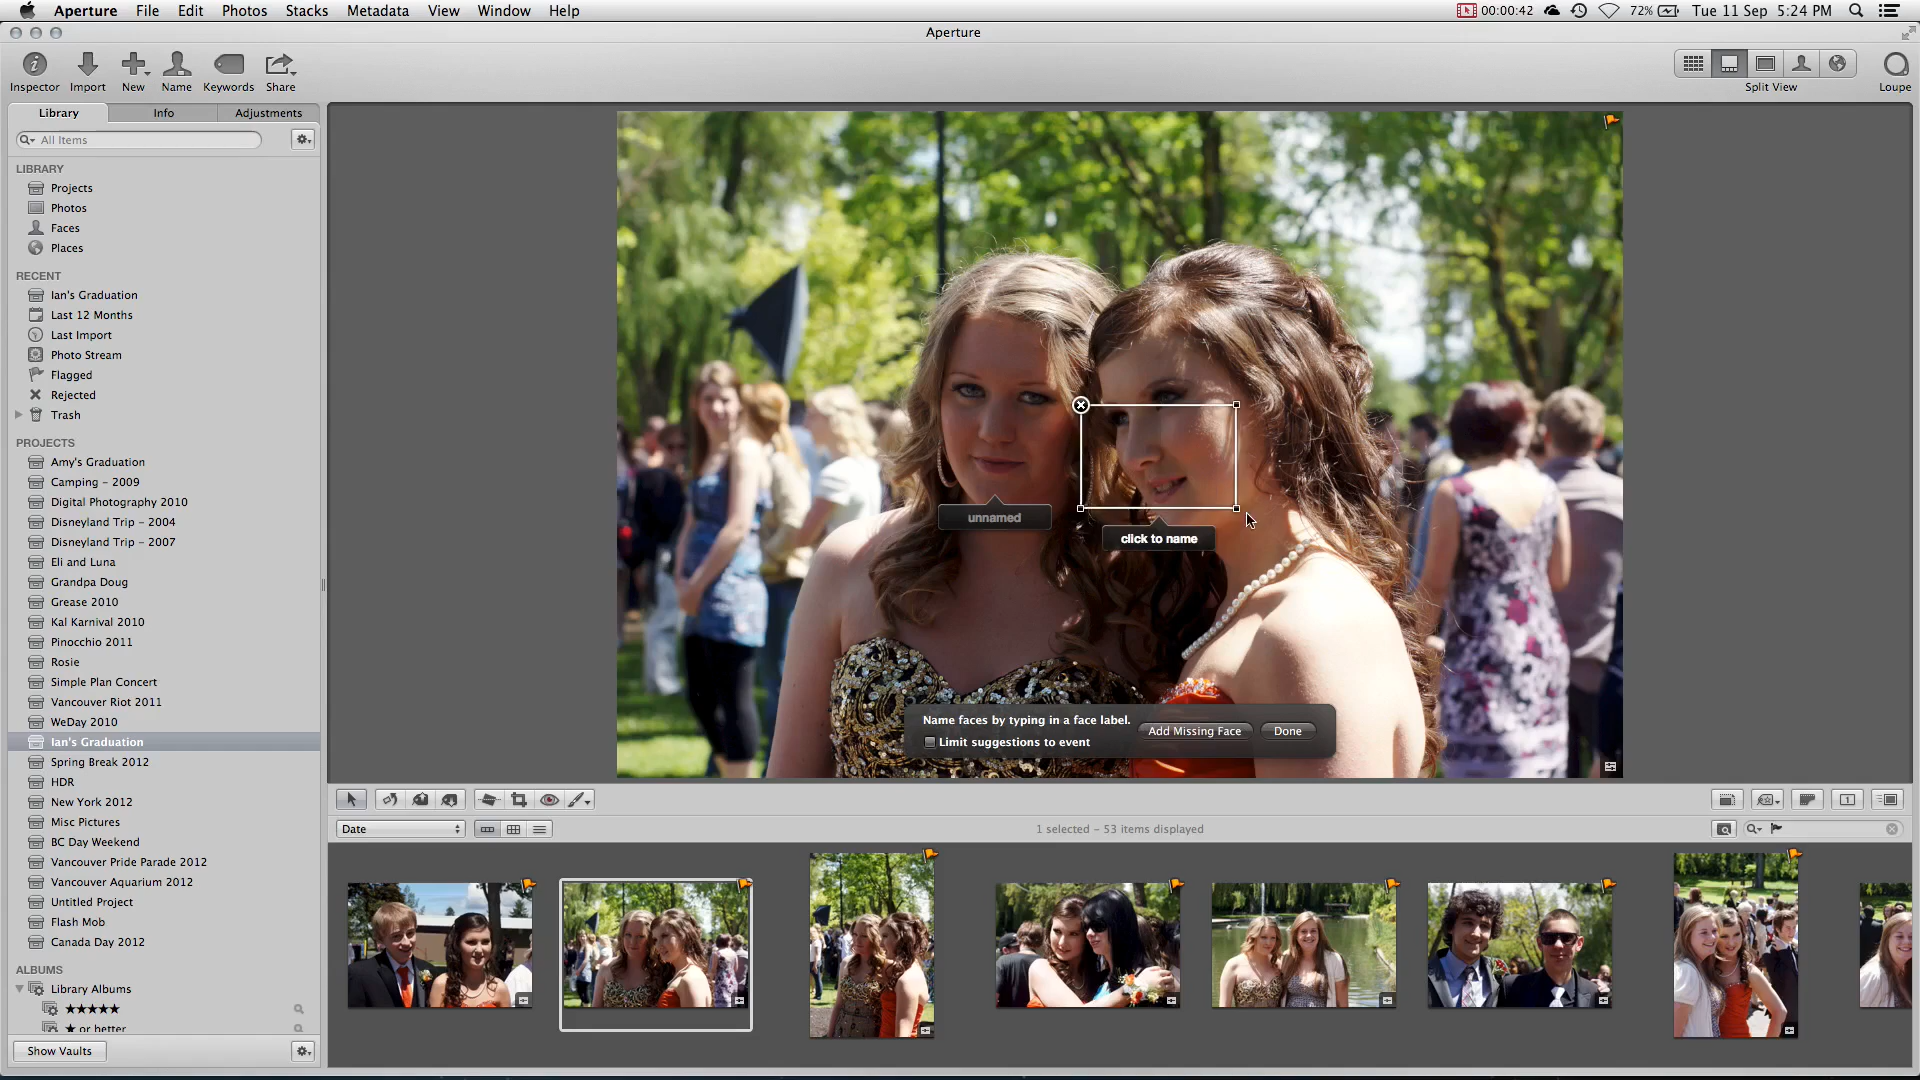 Aperture File Edit Photos Stacks Metadata View Window Help 00:00:42 72% Tue 11 Sep 5:24 PM
Aperture
Inspector Import New Name Keywords Share Split View Loupe
Library Info Adjustments
All Items
LIBRARY
Projects
Photos
Faces
Places
RECENT
Ian's Graduation
Last 12 Months
Last Import
Photo Stream
Flagged
Rejected
Trash
PROJECTS
Amy's Graduation
Camping - 2009
Digital Photography 2010
Disneyland Trip - 2004
Disneyland Trip - 2007
Eli and Luna
Grandpa Doug
Grease 2010
Kal Karnival 2010
Pinocchio 2011
Rosie
Simple Plan Concert
Vancouver Riot 2011
WeDay 2010
Ian's Graduation
Spring Break 2012
HDR
New York 2012
Misc Pictures
BC Day Weekend
Vancouver Pride Parade 2012
Vancouver Aquarium 2012
Untitled Project
Flash Mob
Canada Day 2012
ALBUMS
Library Albums
★★★★★
★ or better
Show Vaults
unnamed
click to name
Name faces by typing in a face label.
Limit suggestions to event
Add Missing Face Done
1
Date
1 selected – 53 items displayed